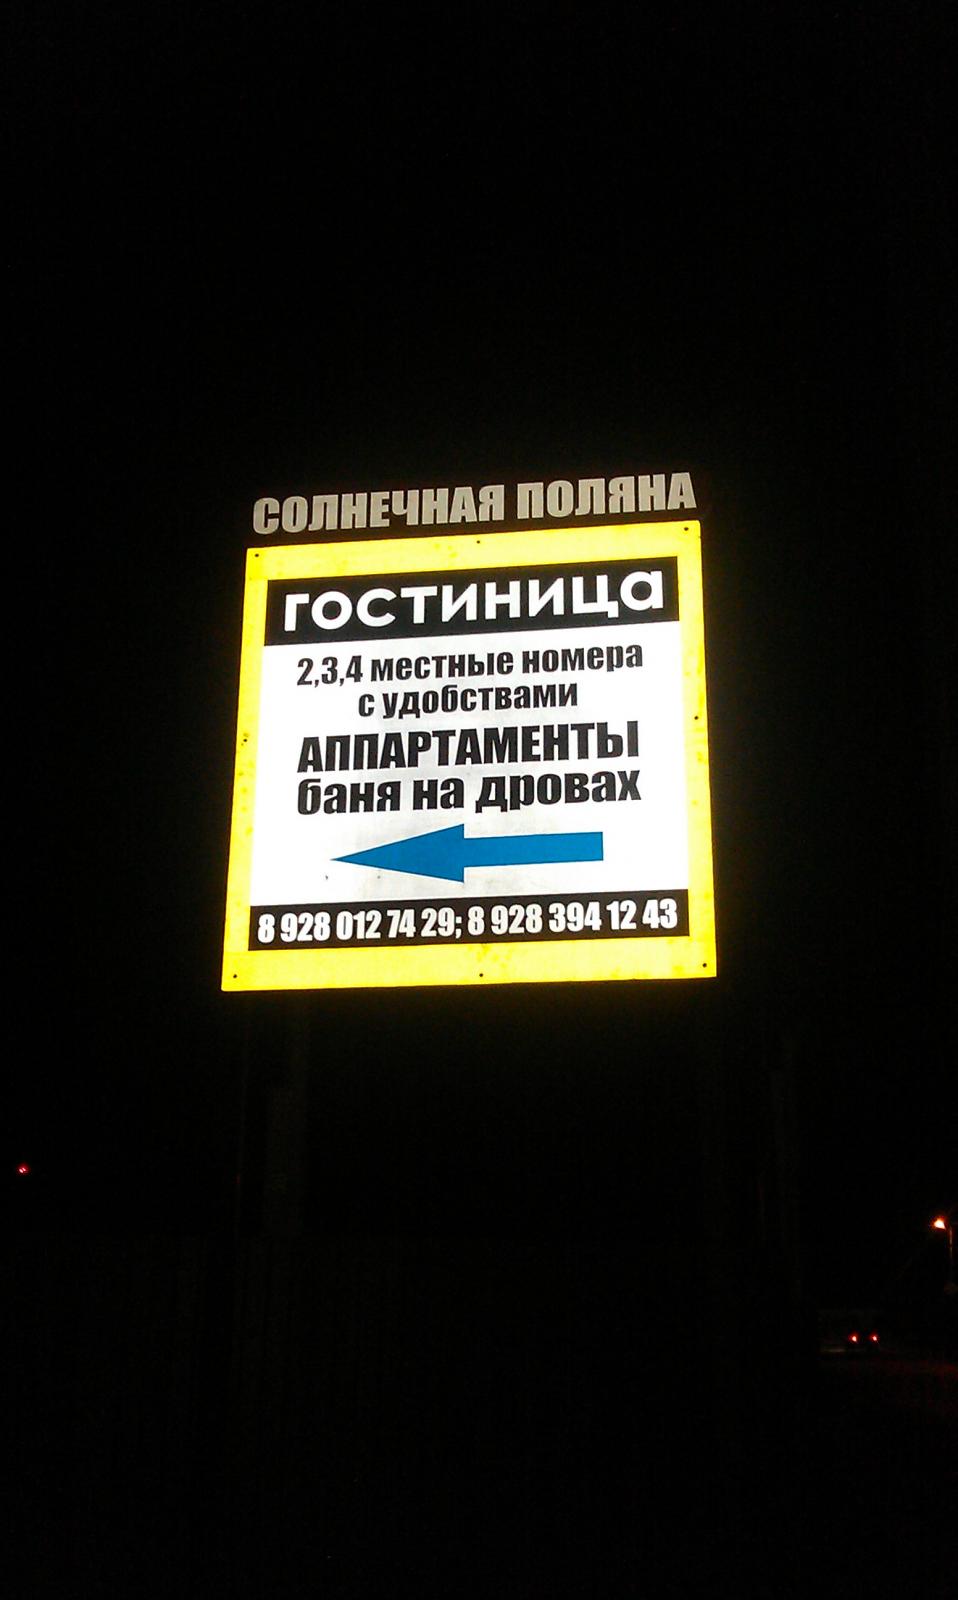 СОЛНЕЧНАЯ ПОЛЯНА
гостиница
2,3,4 местные номера
с удобствами
АППАРТАМЕНТЫ
баня на дровах
8 928 012 74 29; 8 928 394 12 43